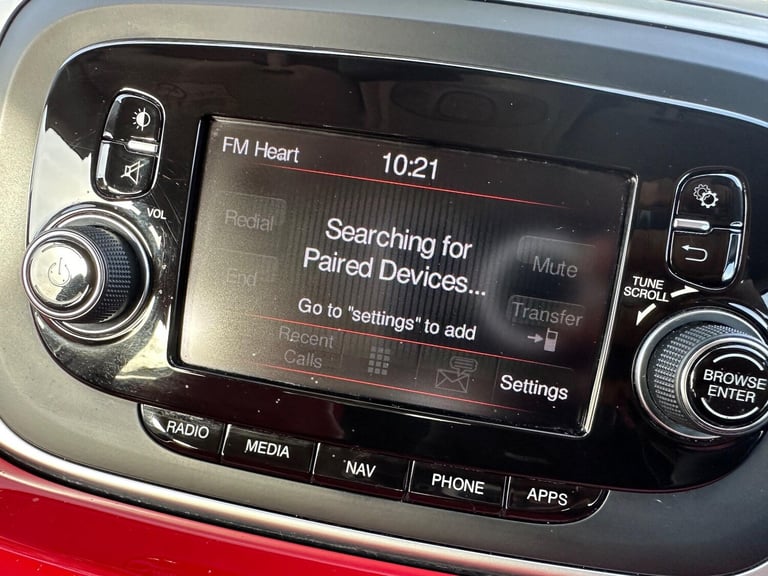 FM Heart
10:21
Redial
End
Searching for
Paired Devices...
Go to "settings" to add
Mute
Transfer
Recent
Calls
Settings
VOL
TUNE
SCROLL
BROWSE
ENTER
RADIO
MEDIA
NAV
PHONE
APPS